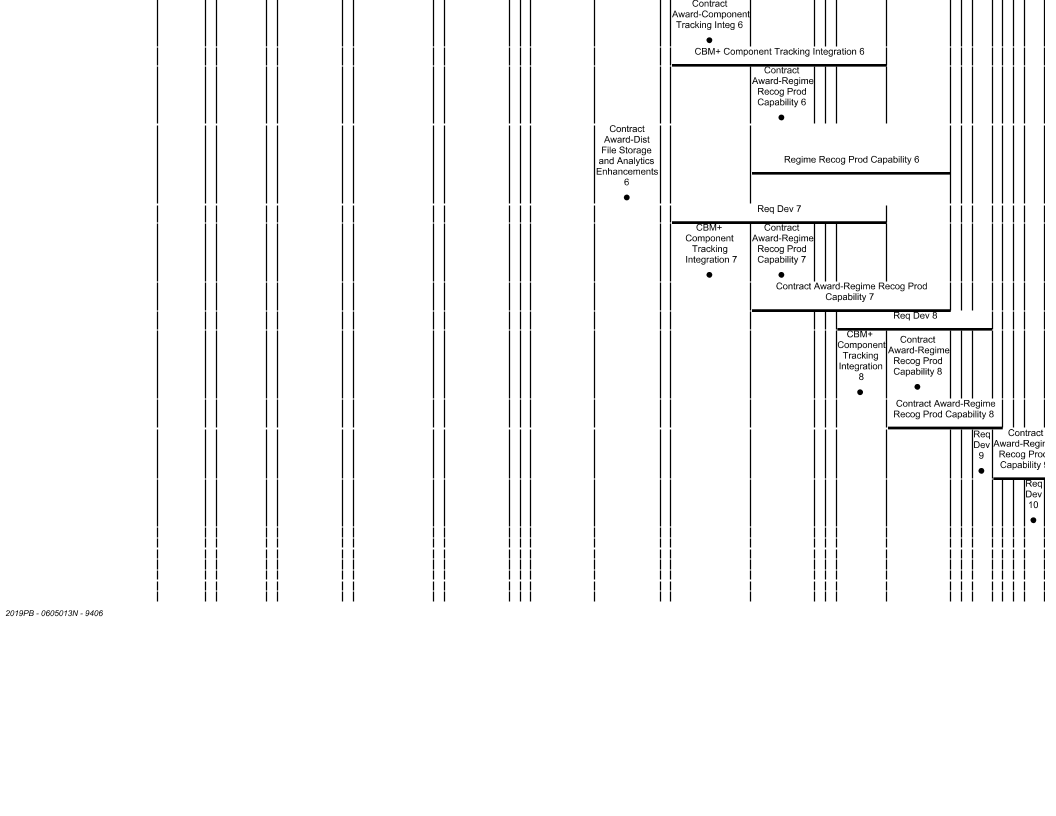 Contract
Award-Component
Tracking Integ 6
CBM+ Component Tracking Integration 6
Contract
Award-Regime
Recog Prod
Capability 6
Contract
Award-Dist
File Storage
and Analytics
Enhancements
6
Regime Recog Prod Capability 6
Req Dev 7
CBM+
Component
Tracking
Integration 7
Contract
Award-Regime
Recog Prod
Capability 7
Contract Award-Regime Recog Prod
Capability 7
Req Dev 8
CBM+
Component
Tracking
Integration
8
Contract
Award-Regime
Recog Prod
Capability 8
Contract Award-Regime
Recog Prod Capability 8
Req
Dev
9
Contract
Award-Regim
Recog Prod
Capability 9
Req
Dev
10
2019PB - 0605013N - 9406